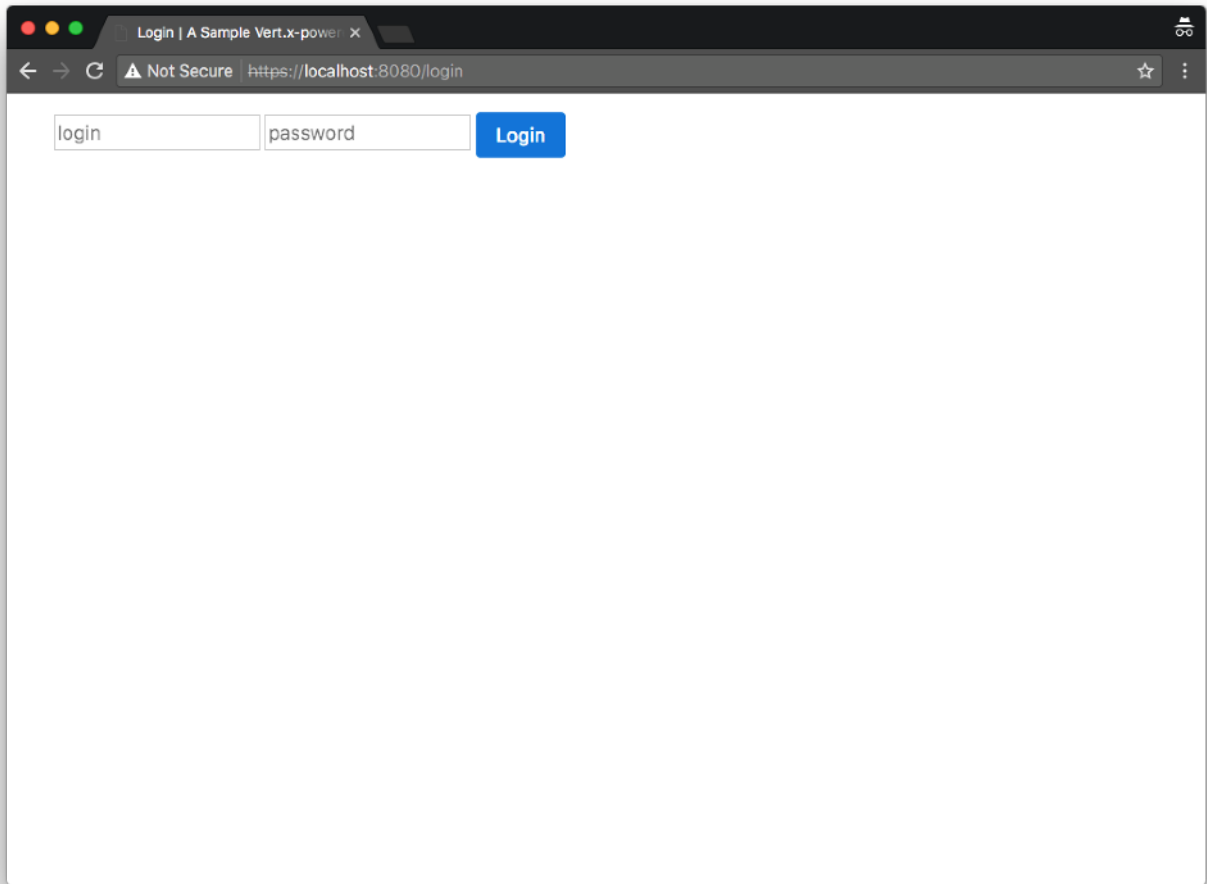 Login | A Sample Vert.x-power
Not Secure https://localhost:8080/login
login password Login